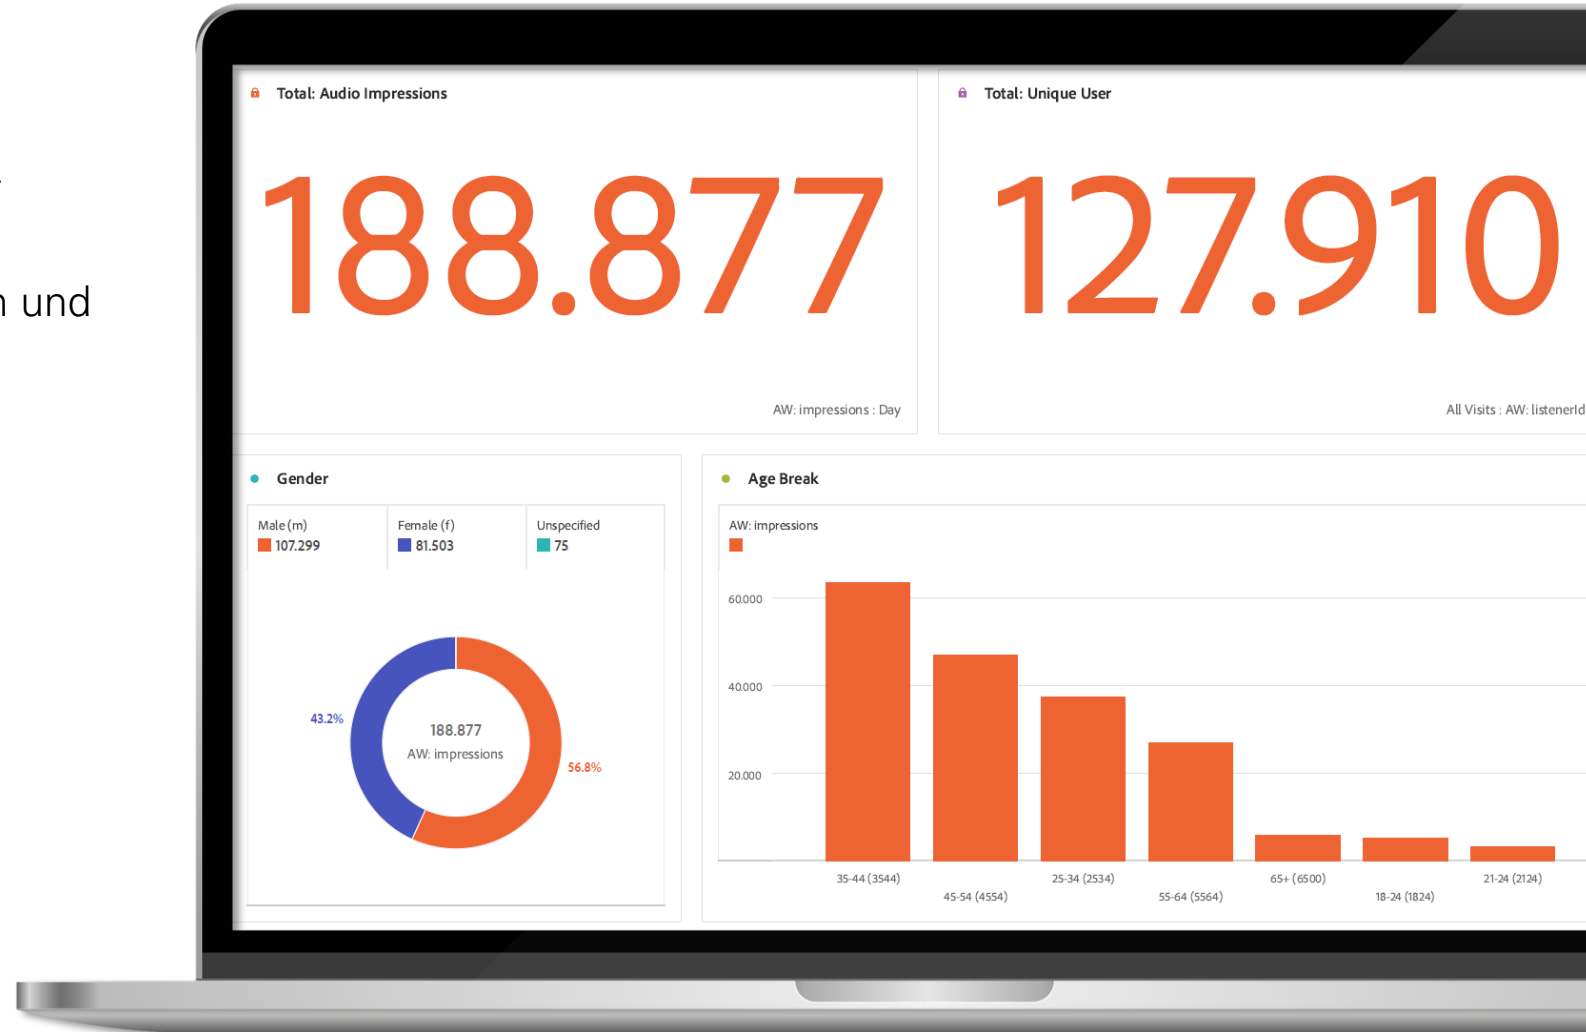 n und
Total: Audio Impressions
188.877
AW: impressions : Day
Total: Unique User
127.910
All Visits : AW: listenerId
Gender
Male (m)
107.299
Female (f)
81.503
Unspecified
75
43.2%
188.877
AW: impressions
56.8%
Age Break
AW: impressions
60.000
40.000
20.000
35-44 (3544)
45-54 (4554)
25-34 (2534)
55-64 (5564)
65+ (6500)
18-24 (1824)
21-24 (2124)